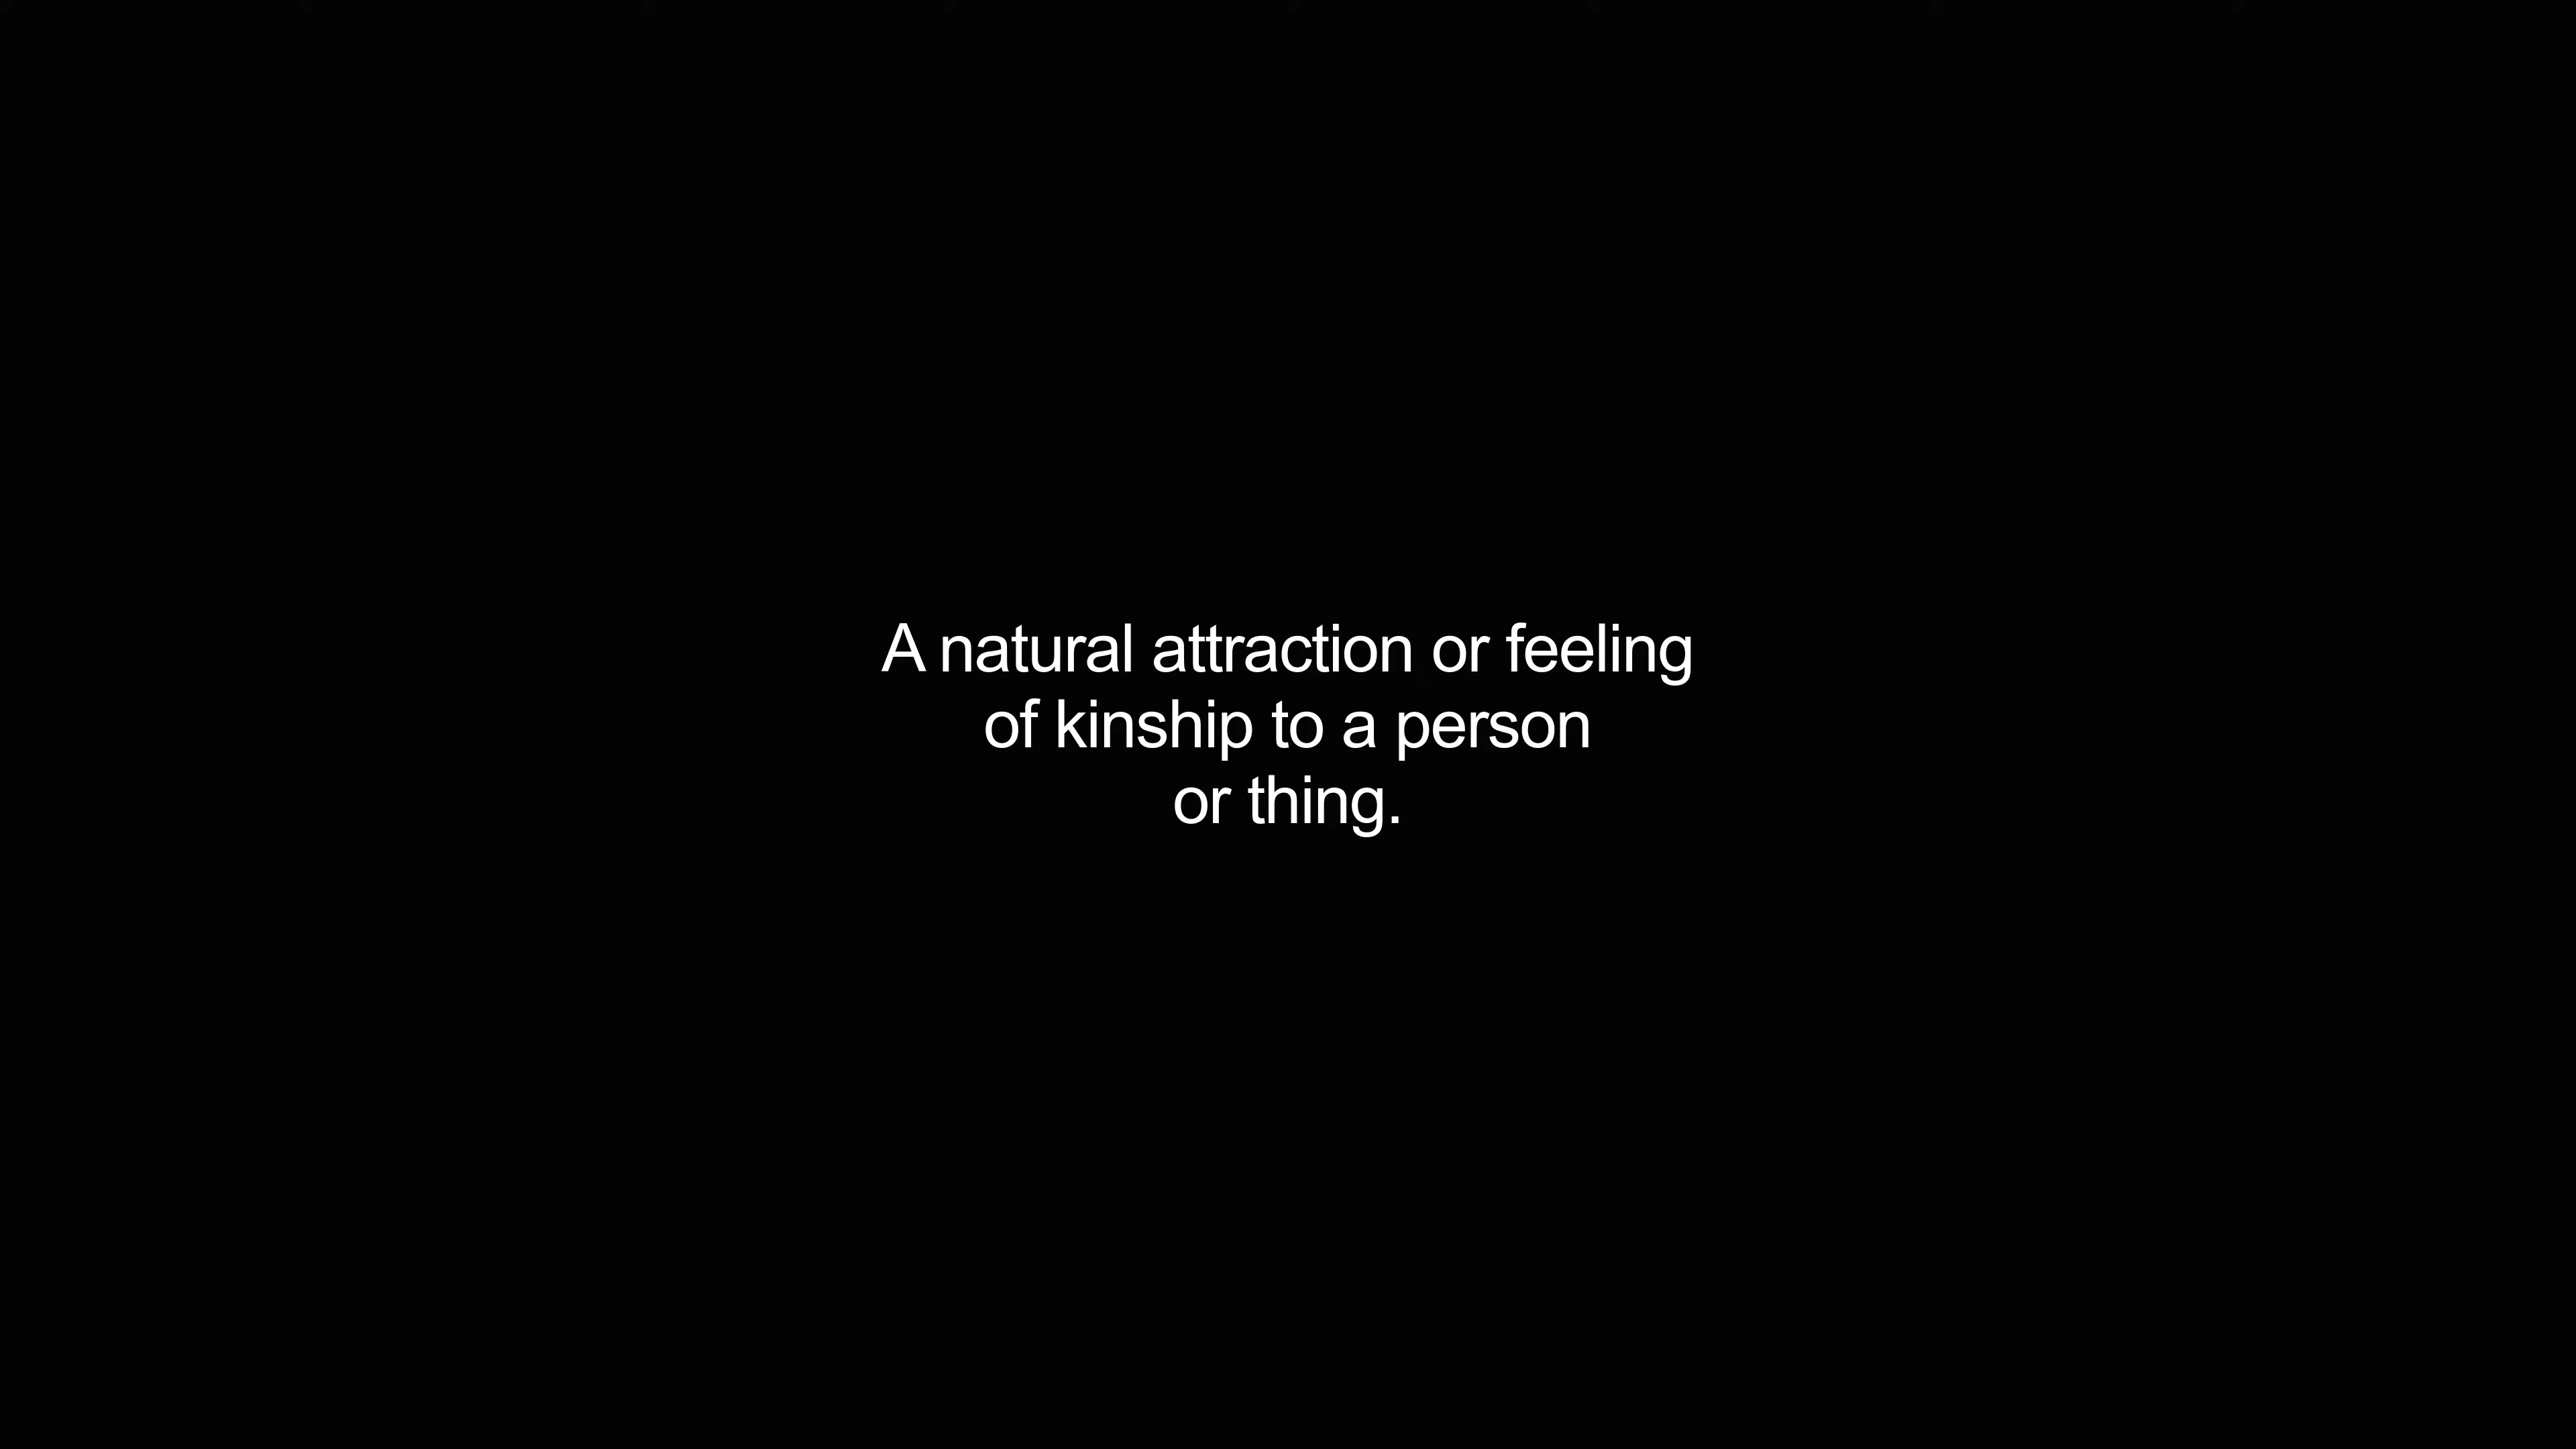 A natural attraction or feeling
of kinship to a person
or thing.